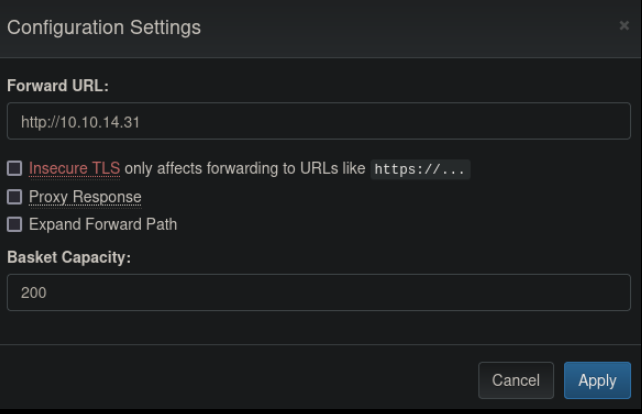 Configuration Settings ×
Forward URL:
http://10.10.14.31
Insecure TLS only affects forwarding to URLs like https://...
Proxy Response
Expand Forward Path
Basket Capacity:
200
Cancel Apply